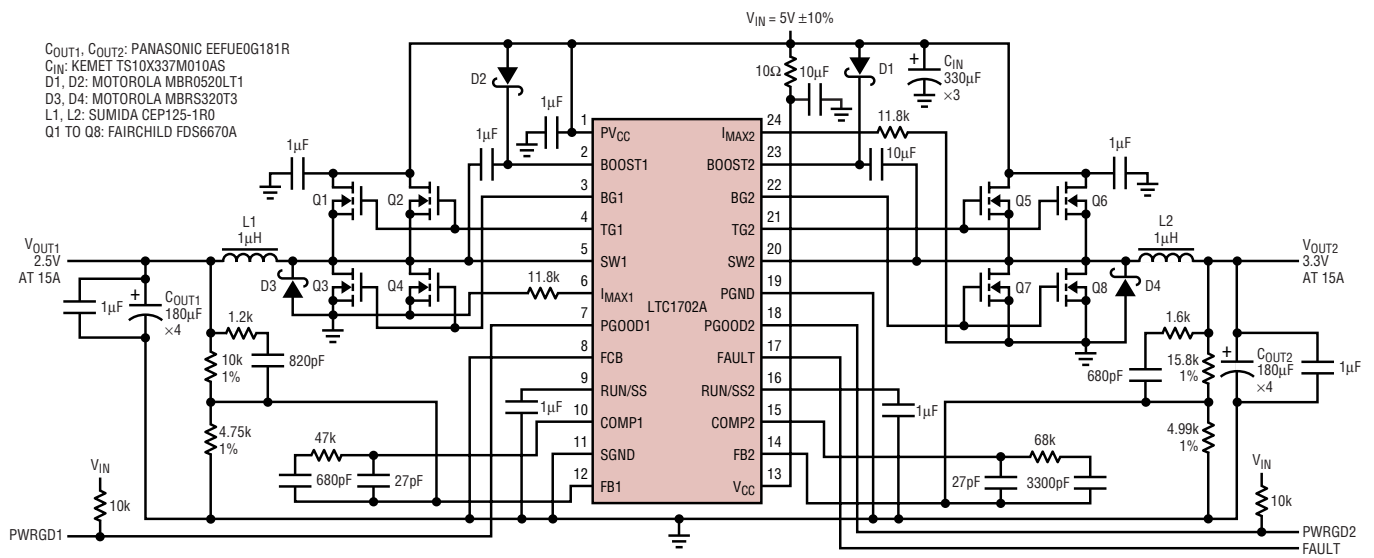 V_IN = 5V ±10%
C_OUT1, C_OUT2: PANASONIC EEFUE0G181R
C_IN: KEMET TS10X337M010AS
D1, D2: MOTOROLA MBR0520LT1
D3, D4: MOTOROLA MBRS320T3
L1, L2: SUMIDA CEP125-1R0
Q1 TO Q8: FAIRCHILD FDS6670A
D2
10Ω
10µF
D1
+
C_IN
330µF
×3
1µF
1µF
1µF
11.8k
10µF
1µF
Q1
Q2
Q5
Q6
L1
1µH
L2
1µH
V_OUT1
2.5V
AT 15A
V_OUT2
3.3V
AT 15A
D3
Q3
Q4
11.8k
Q7
Q8
D4
1
PV_CC
2
BOOST1
3
BG1
4
TG1
5
SW1
6
I_MAX1
7
PGOOD1
8
FCB
9
RUN/SS
10
COMP1
11
SGND
12
FB1
LTC1702A
24
I_MAX2
23
BOOST2
22
BG2
21
TG2
20
SW2
19
PGND
18
PGOOD2
17
FAULT
16
RUN/SS2
15
COMP2
14
FB2
13
V_CC
1µF
+
C_OUT1
180µF
×4
1.2k
10k
1%
820pF
4.75k
1%
1µF
47k
680pF
27pF
V_IN
10k
PWRGD1
1.6k
680pF
15.8k
1%
+
C_OUT2
180µF
×4
1µF
1µF
4.99k
1%
68k
27pF
3300pF
V_IN
10k
PWRGD2
FAULT